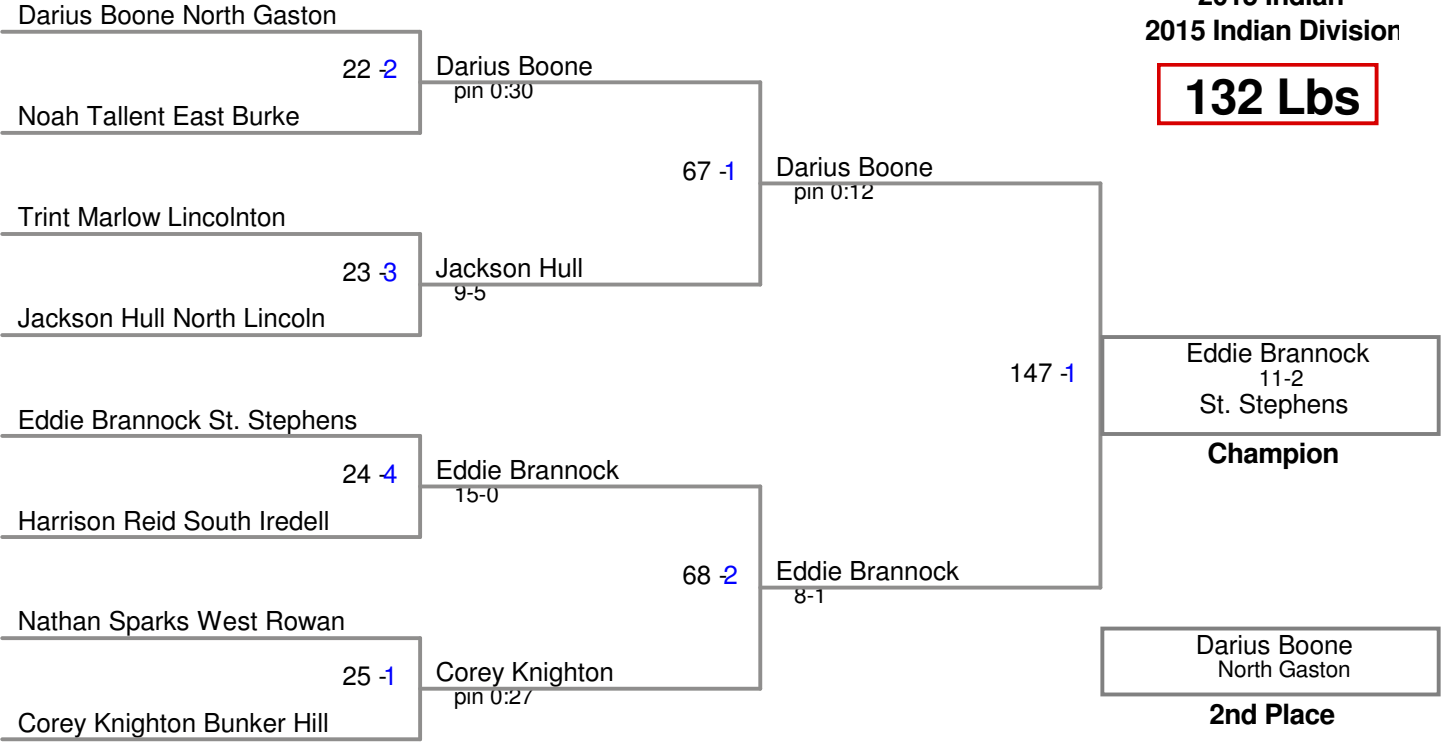 2015 Indian
2015 Indian Division
132 Lbs
Darius Boone North Gaston
22 -2
Darius Boone
pin 0:30
Noah Tallent East Burke
67 -1
Darius Boone
pin 0:12
Trint Marlow Lincolnton
23 -3
Jackson Hull
9-5
Jackson Hull North Lincoln
147 -1
Eddie Brannock
11-2
St. Stephens
Champion
Eddie Brannock St. Stephens
24 -4
Eddie Brannock
15-0
Harrison Reid South Iredell
68 -2
Eddie Brannock
8-1
Nathan Sparks West Rowan
25 -1
Corey Knighton
pin 0:27
Corey Knighton Bunker Hill
Darius Boone
North Gaston
2nd Place